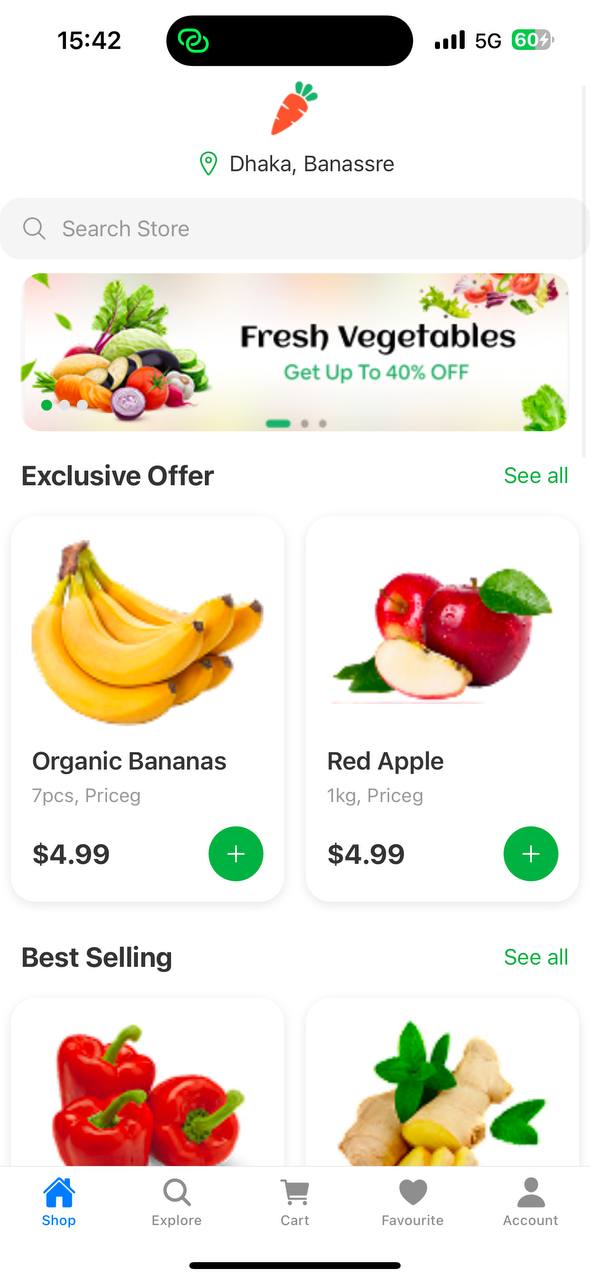 15:42
5G
60
Dhaka, Banassre
Search Store
Fresh Vegetables
Get Up To 40% OFF
Exclusive Offer
See all
Organic Bananas
7pcs, Priceg
$4.99
Red Apple
1kg, Priceg
$4.99
Best Selling
See all
Shop
Explore
Cart
Favourite
Account